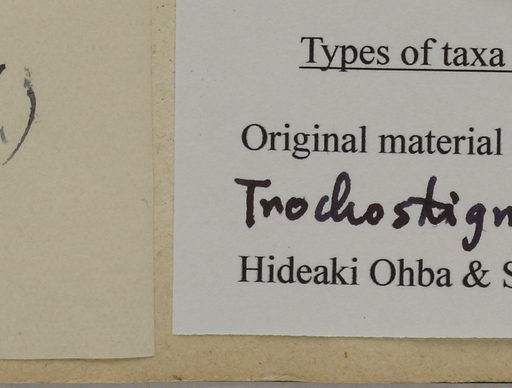 Types of taxa
Original material
Trochostign
Hideaki Ohba & S